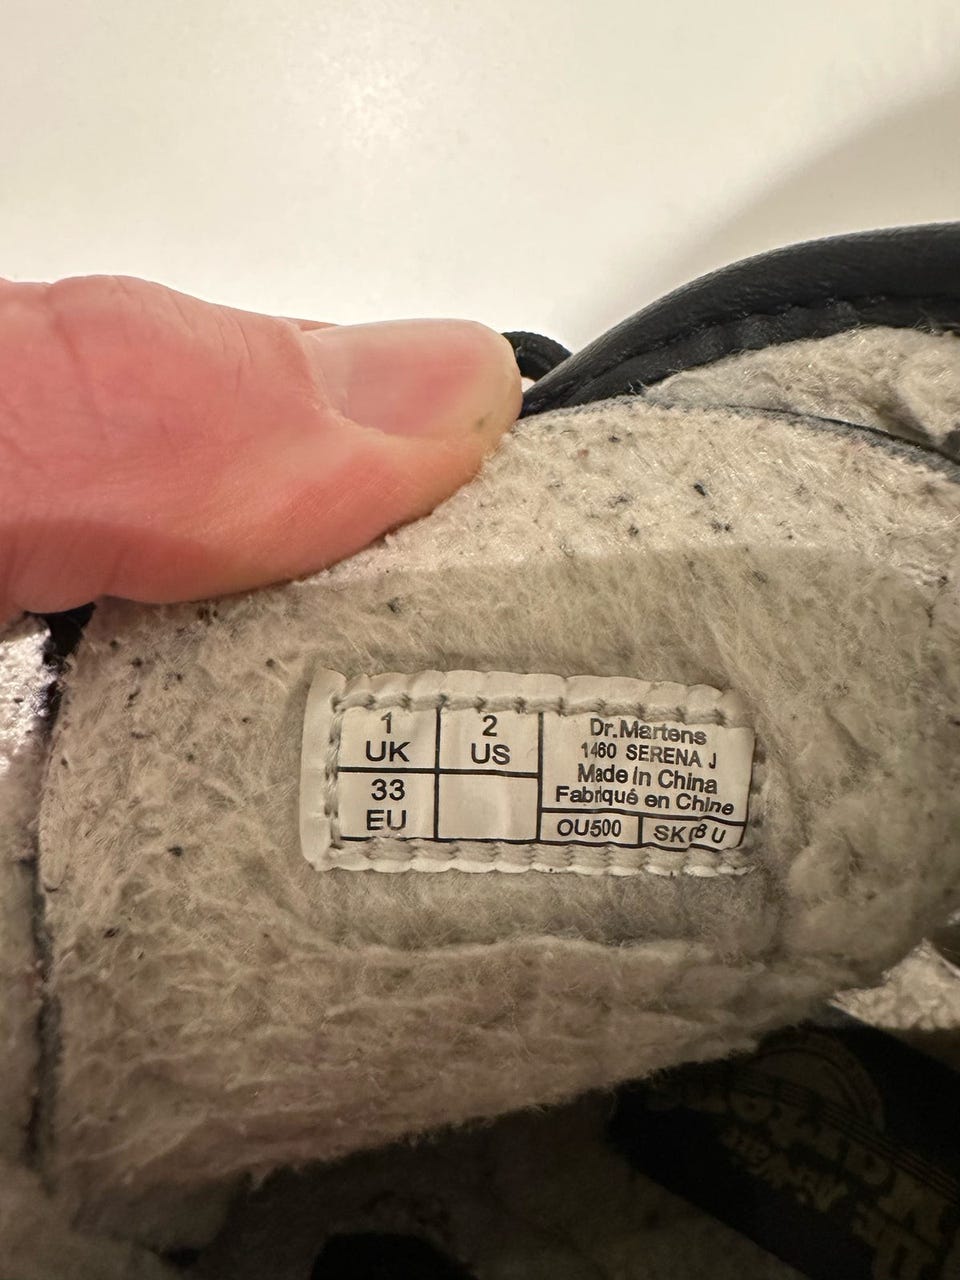 1
UK
2
US
33
EU
Dr.Martens
1460 SERENA J
Made in China
Fabriqué en Chine
OU500